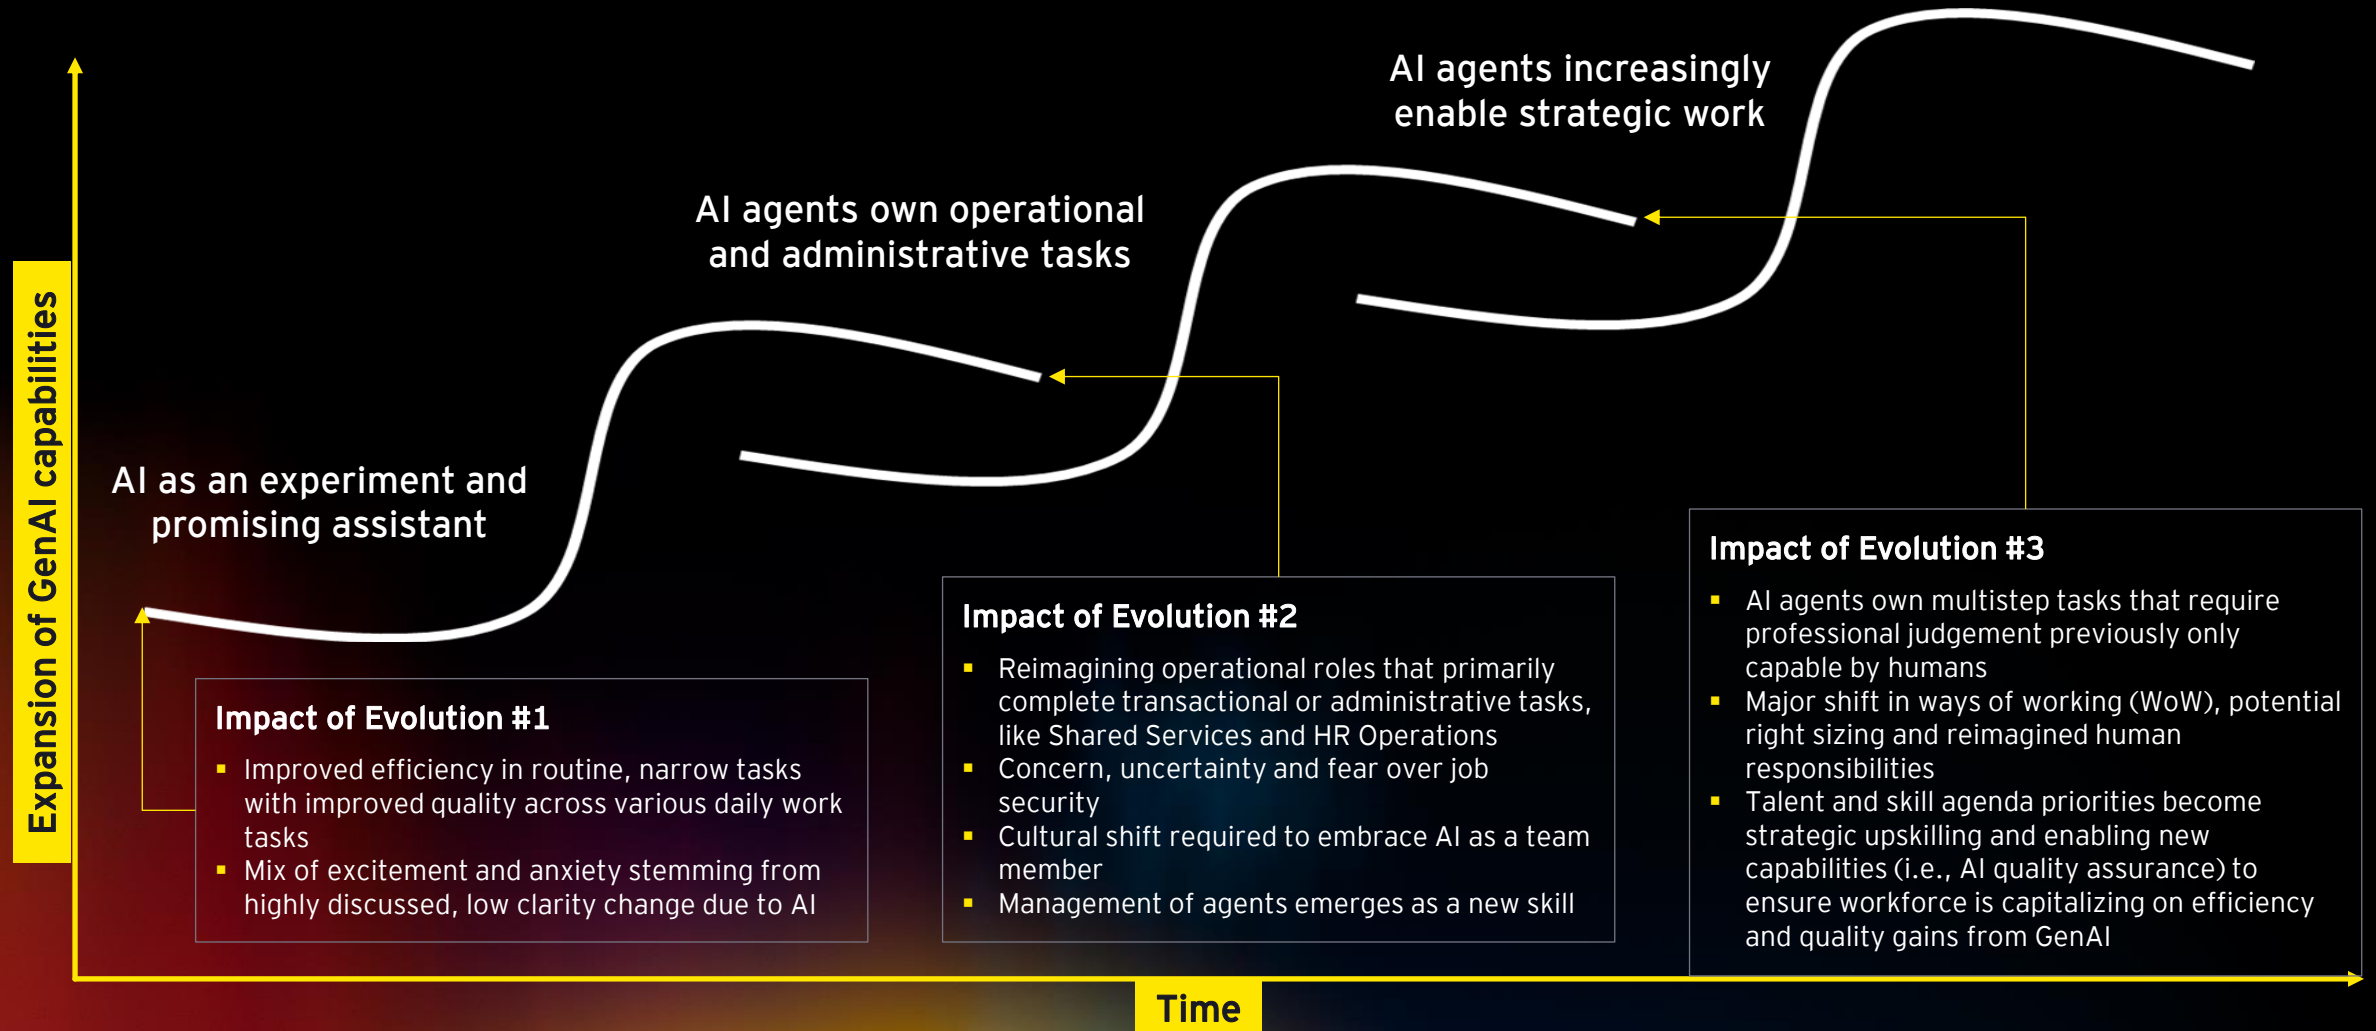 AI agents increasingly
enable strategic work
AI agents own operational
and administrative tasks
AI as an experiment and
promising assistant
Expansion of GenAI capabilities
Impact of Evolution #1
▪ Improved efficiency in routine, narrow tasks
with improved quality across various daily work
tasks
▪ Mix of excitement and anxiety stemming from
highly discussed, low clarity change due to AI
Impact of Evolution #2
▪ Reimagining operational roles that primarily
complete transactional or administrative tasks,
like Shared Services and HR Operations
▪ Concern, uncertainty and fear over job
security
▪ Cultural shift required to embrace AI as a team
member
▪ Management of agents emerges as a new skill
Impact of Evolution #3
▪ AI agents own multistep tasks that require
professional judgement previously only
capable by humans
▪ Major shift in ways of working (WoW), potential
right sizing and reimagined human
responsibilities
▪ Talent and skill agenda priorities become
strategic upskilling and enabling new
capabilities (i.e., AI quality assurance) to
ensure workforce is capitalizing on efficiency
and quality gains from GenAI
Time